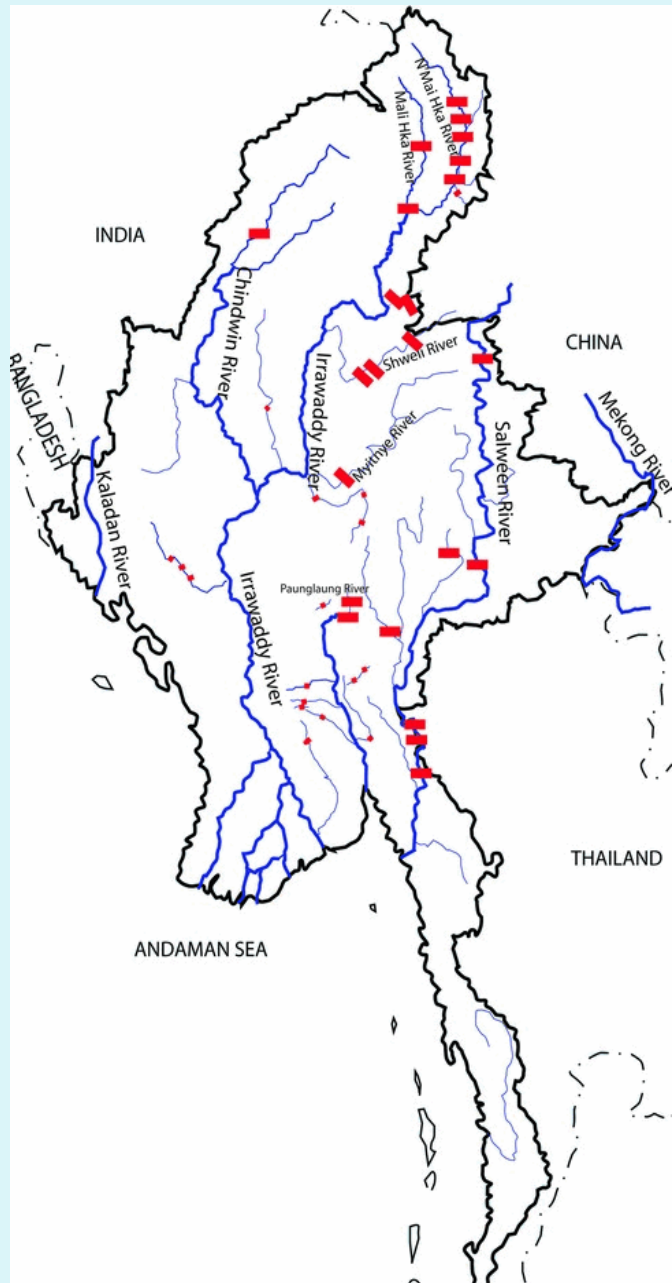 N'Mai Hka River
Mali Hka River
INDIA
Chindwin River
Irrawaddy River
CHINA
Shweli River
BANGLADESH
Mekong River
Myithye River
Salween River
Kaladan River
Irrawaddy River
Paunglaung River
THAILAND
ANDAMAN SEA